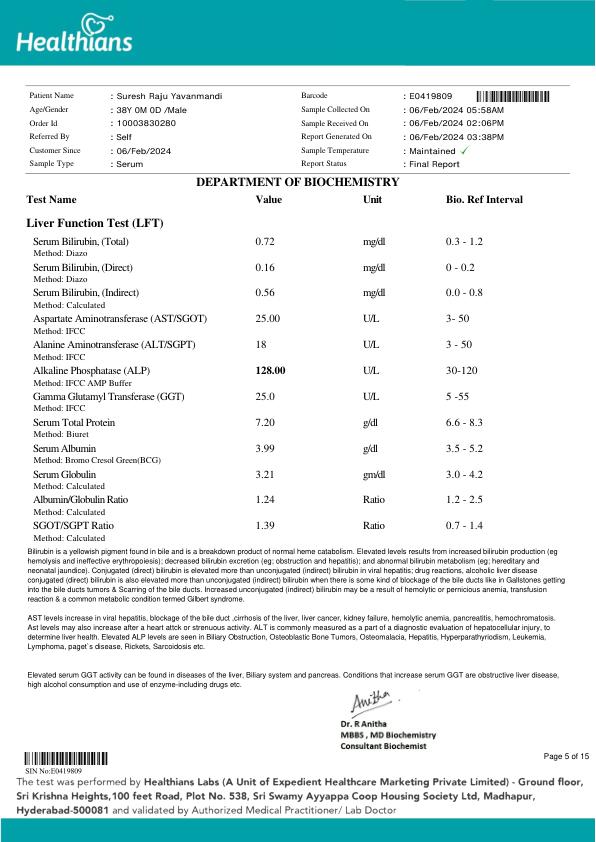 Healthians
Patient Name : Suresh Raju Yavanmandi Barcode : E0419809
Age/Gender : 38Y 0M 0D /Male Sample Collected On : 06/Feb/2024 05:58AM
Order Id : 10003830280 Sample Received On : 06/Feb/2024 02:06PM
Referred By : Self Report Generated On : 06/Feb/2024 03:38PM
Customer Since : 06/Feb/2024 Sample Temperature : Maintained ✓
Sample Type : Serum Report Status : Final Report
DEPARTMENT OF BIOCHEMISTRY
Test Name Value Unit Bio. Ref Interval
Liver Function Test (LFT)
Serum Bilirubin, (Total) 0.72 mg/dl 0.3 - 1.2
Method: Diazo
Serum Bilirubin, (Direct) 0.16 mg/dl 0 - 0.2
Method: Diazo
Serum Bilirubin, (Indirect) 0.56 mg/dl 0.0 - 0.8
Method: Calculated
Aspartate Aminotransferase (AST/SGOT) 25.00 U/L 3- 50
Method: IFCC
Alanine Aminotransferase (ALT/SGPT) 18 U/L 3 - 50
Method: IFCC
Alkaline Phosphatase (ALP) 128.00 U/L 30-120
Method: IFCC AMP Buffer
Gamma Glutamyl Transferase (GGT) 25.0 U/L 5 -55
Method: IFCC
Serum Total Protein 7.20 g/dl 6.6 - 8.3
Method: Biuret
Serum Albumin 3.99 g/dl 3.5 - 5.2
Method: Bromo Cresol Green(BCG)
Serum Globulin 3.21 gm/dl 3.0 - 4.2
Method: Calculated
Albumin/Globulin Ratio 1.24 Ratio 1.2 - 2.5
Method: Calculated
SGOT/SGPT Ratio 1.39 Ratio 0.7 - 1.4
Method: Calculated
Bilirubin is a yellowish pigment found in bile and is a breakdown product of normal heme catabolism. Elevated levels results from increased bilirubin production (eg
hemolysis and ineffective erythropoiesis); decreased bilirubin excretion (eg; obstruction and hepatitis); and abnormal bilirubin metabolism (eg; hereditary and
neonatal jaundice). Conjugated (direct) bilirubin is elevated more than unconjugated (indirect) bilirubin in viral hepatitis; drug reactions, alcoholic liver disease
conjugated (direct) bilirubin is also elevated more than unconjugated (indirect) bilirubin when there is some kind of blockage of the bile ducts like in Gallstones getting
into the bile ducts tumors & Scarring of the bile ducts. Increased unconjugated (indirect) bilirubin may be a result of hemolytic or pernicious anemia, transfusion
reaction & a common metabolic condition termed Gilbert syndrome.
AST levels increase in viral hepatitis, blockage of the bile duct ,cirrhosis of the liver, liver cancer, kidney failure, hemolytic anemia, pancreatitis, hemochromatosis.
Ast levels may also increase after a heart attck or strenuous activity. ALT is commonly measured as a part of a diagnostic evaluation of hepatocellular injury, to
determine liver health. Elevated ALP levels are seen in Biliary Obstruction, Osteoblastic Bone Tumors, Osteomalacia, Hepatitis, Hyperparathyriodism, Leukemia,
Lymphoma, paget`s disease, Rickets, Sarcoidosis etc.
Elevated serum GGT activity can be found in diseases of the liver, Biliary system and pancreas. Conditions that increase serum GGT are obstructive liver disease,
high alcohol consumption and use of enzyme-including drugs etc.
Anitha
Dr. R Anitha
MBBS , MD Biochemistry
Consultant Biochemist
Page 5 of 15
SIN No:E0419809
The test was performed by Healthians Labs (A Unit of Expedient Healthcare Marketing Private Limited) - Ground floor,
Sri Krishna Heights,100 feet Road, Plot No. 538, Sri Swamy Ayyappa Coop Housing Society Ltd, Madhapur,
Hyderabad-500081 and validated by Authorized Medical Practitioner/ Lab Doctor